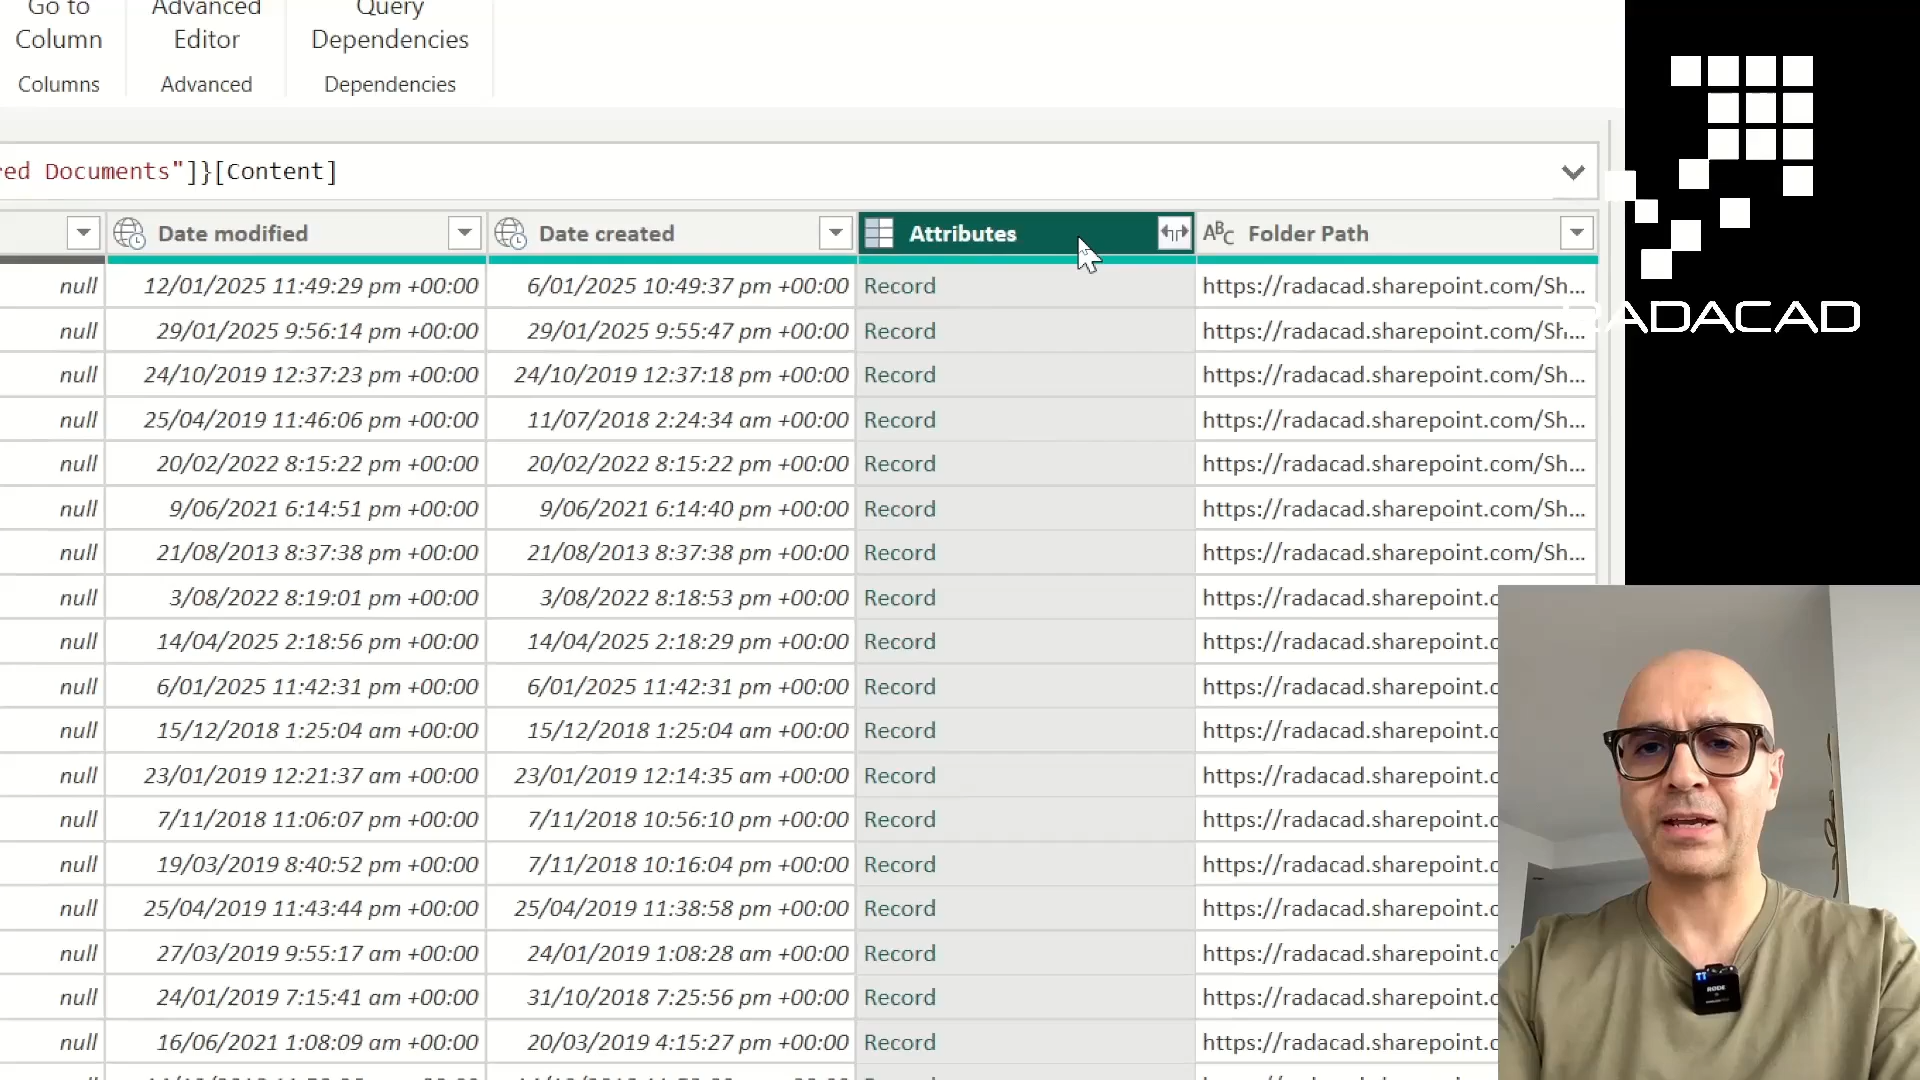 Go to
Column
Columns
Advanced
Editor
Advanced
Query
Dependencies
Dependencies
red Documents"]}[Content]
Date modified Date created Attributes ABC Folder Path
null 12/01/2025 11:49:29 pm +00:00 6/01/2025 10:49:37 pm +00:00 Record https://radacad.sharepoint.com/Sh...
null 29/01/2025 9:56:14 pm +00:00 29/01/2025 9:55:47 pm +00:00 Record https://radacad.sharepoint.com/Sh...
null 24/10/2019 12:37:23 pm +00:00 24/10/2019 12:37:18 pm +00:00 Record https://radacad.sharepoint.com/Sh...
null 25/04/2019 11:46:06 pm +00:00 11/07/2018 2:24:34 am +00:00 Record https://radacad.sharepoint.com/Sh...
null 20/02/2022 8:15:22 pm +00:00 20/02/2022 8:15:22 pm +00:00 Record https://radacad.sharepoint.com/Sh...
null 9/06/2021 6:14:51 pm +00:00 9/06/2021 6:14:40 pm +00:00 Record https://radacad.sharepoint.com/Sh...
null 21/08/2013 8:37:38 pm +00:00 21/08/2013 8:37:38 pm +00:00 Record https://radacad.sharepoint.com/Sh...
null 3/08/2022 8:19:01 pm +00:00 3/08/2022 8:18:53 pm +00:00 Record https://radacad.sharepoint.c
null 14/04/2025 2:18:56 pm +00:00 14/04/2025 2:18:29 pm +00:00 Record https://radacad.sharepoint.c
null 6/01/2025 11:42:31 pm +00:00 6/01/2025 11:42:31 pm +00:00 Record https://radacad.sharepoint.c
null 15/12/2018 1:25:04 am +00:00 15/12/2018 1:25:04 am +00:00 Record https://radacad.sharepoint.c
null 23/01/2019 12:21:37 am +00:00 23/01/2019 12:14:35 am +00:00 Record https://radacad.sharepoint.c
null 7/11/2018 11:06:07 pm +00:00 7/11/2018 10:56:10 pm +00:00 Record https://radacad.sharepoint.c
null 19/03/2019 8:40:52 pm +00:00 7/11/2018 10:16:04 pm +00:00 Record https://radacad.sharepoint.c
null 25/04/2019 11:43:44 pm +00:00 25/04/2019 11:38:58 pm +00:00 Record https://radacad.sharepoint.c
null 27/03/2019 9:55:17 am +00:00 24/01/2019 1:08:28 am +00:00 Record https://radacad.sharepoint.c
null 24/01/2019 7:15:41 am +00:00 31/10/2018 7:25:56 pm +00:00 Record https://radacad.sharepoint.c
null 16/06/2021 1:08:09 am +00:00 20/03/2019 4:15:27 pm +00:00 Record https://radacad.sharepoint.c
RADACAD
RODE